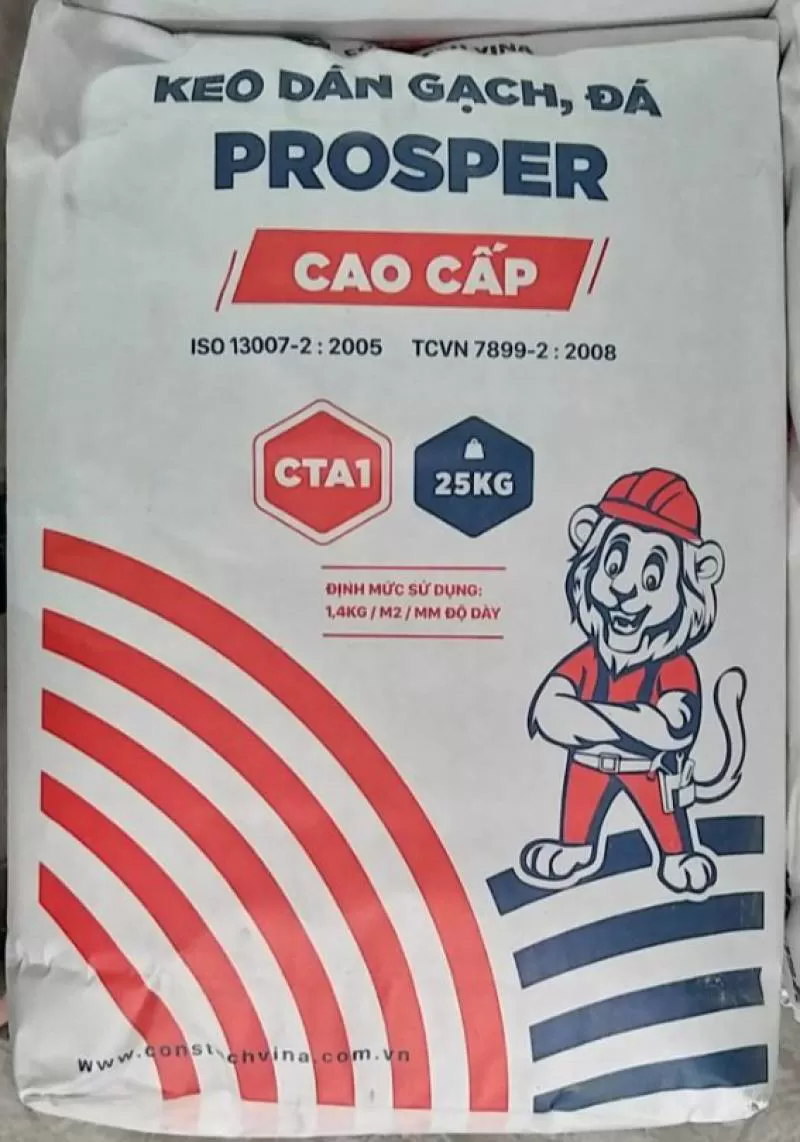 VINA
KEO DÁN GẠCH, ĐÁ
PROSPER
CAO CẤP
ISO 13007-2 : 2005 TCVN 7899-2 : 2008
CTA1
25KG
ĐỊNH MỨC SỬ DỤNG:
1,4KG / M2 / MM ĐỘ DÀY